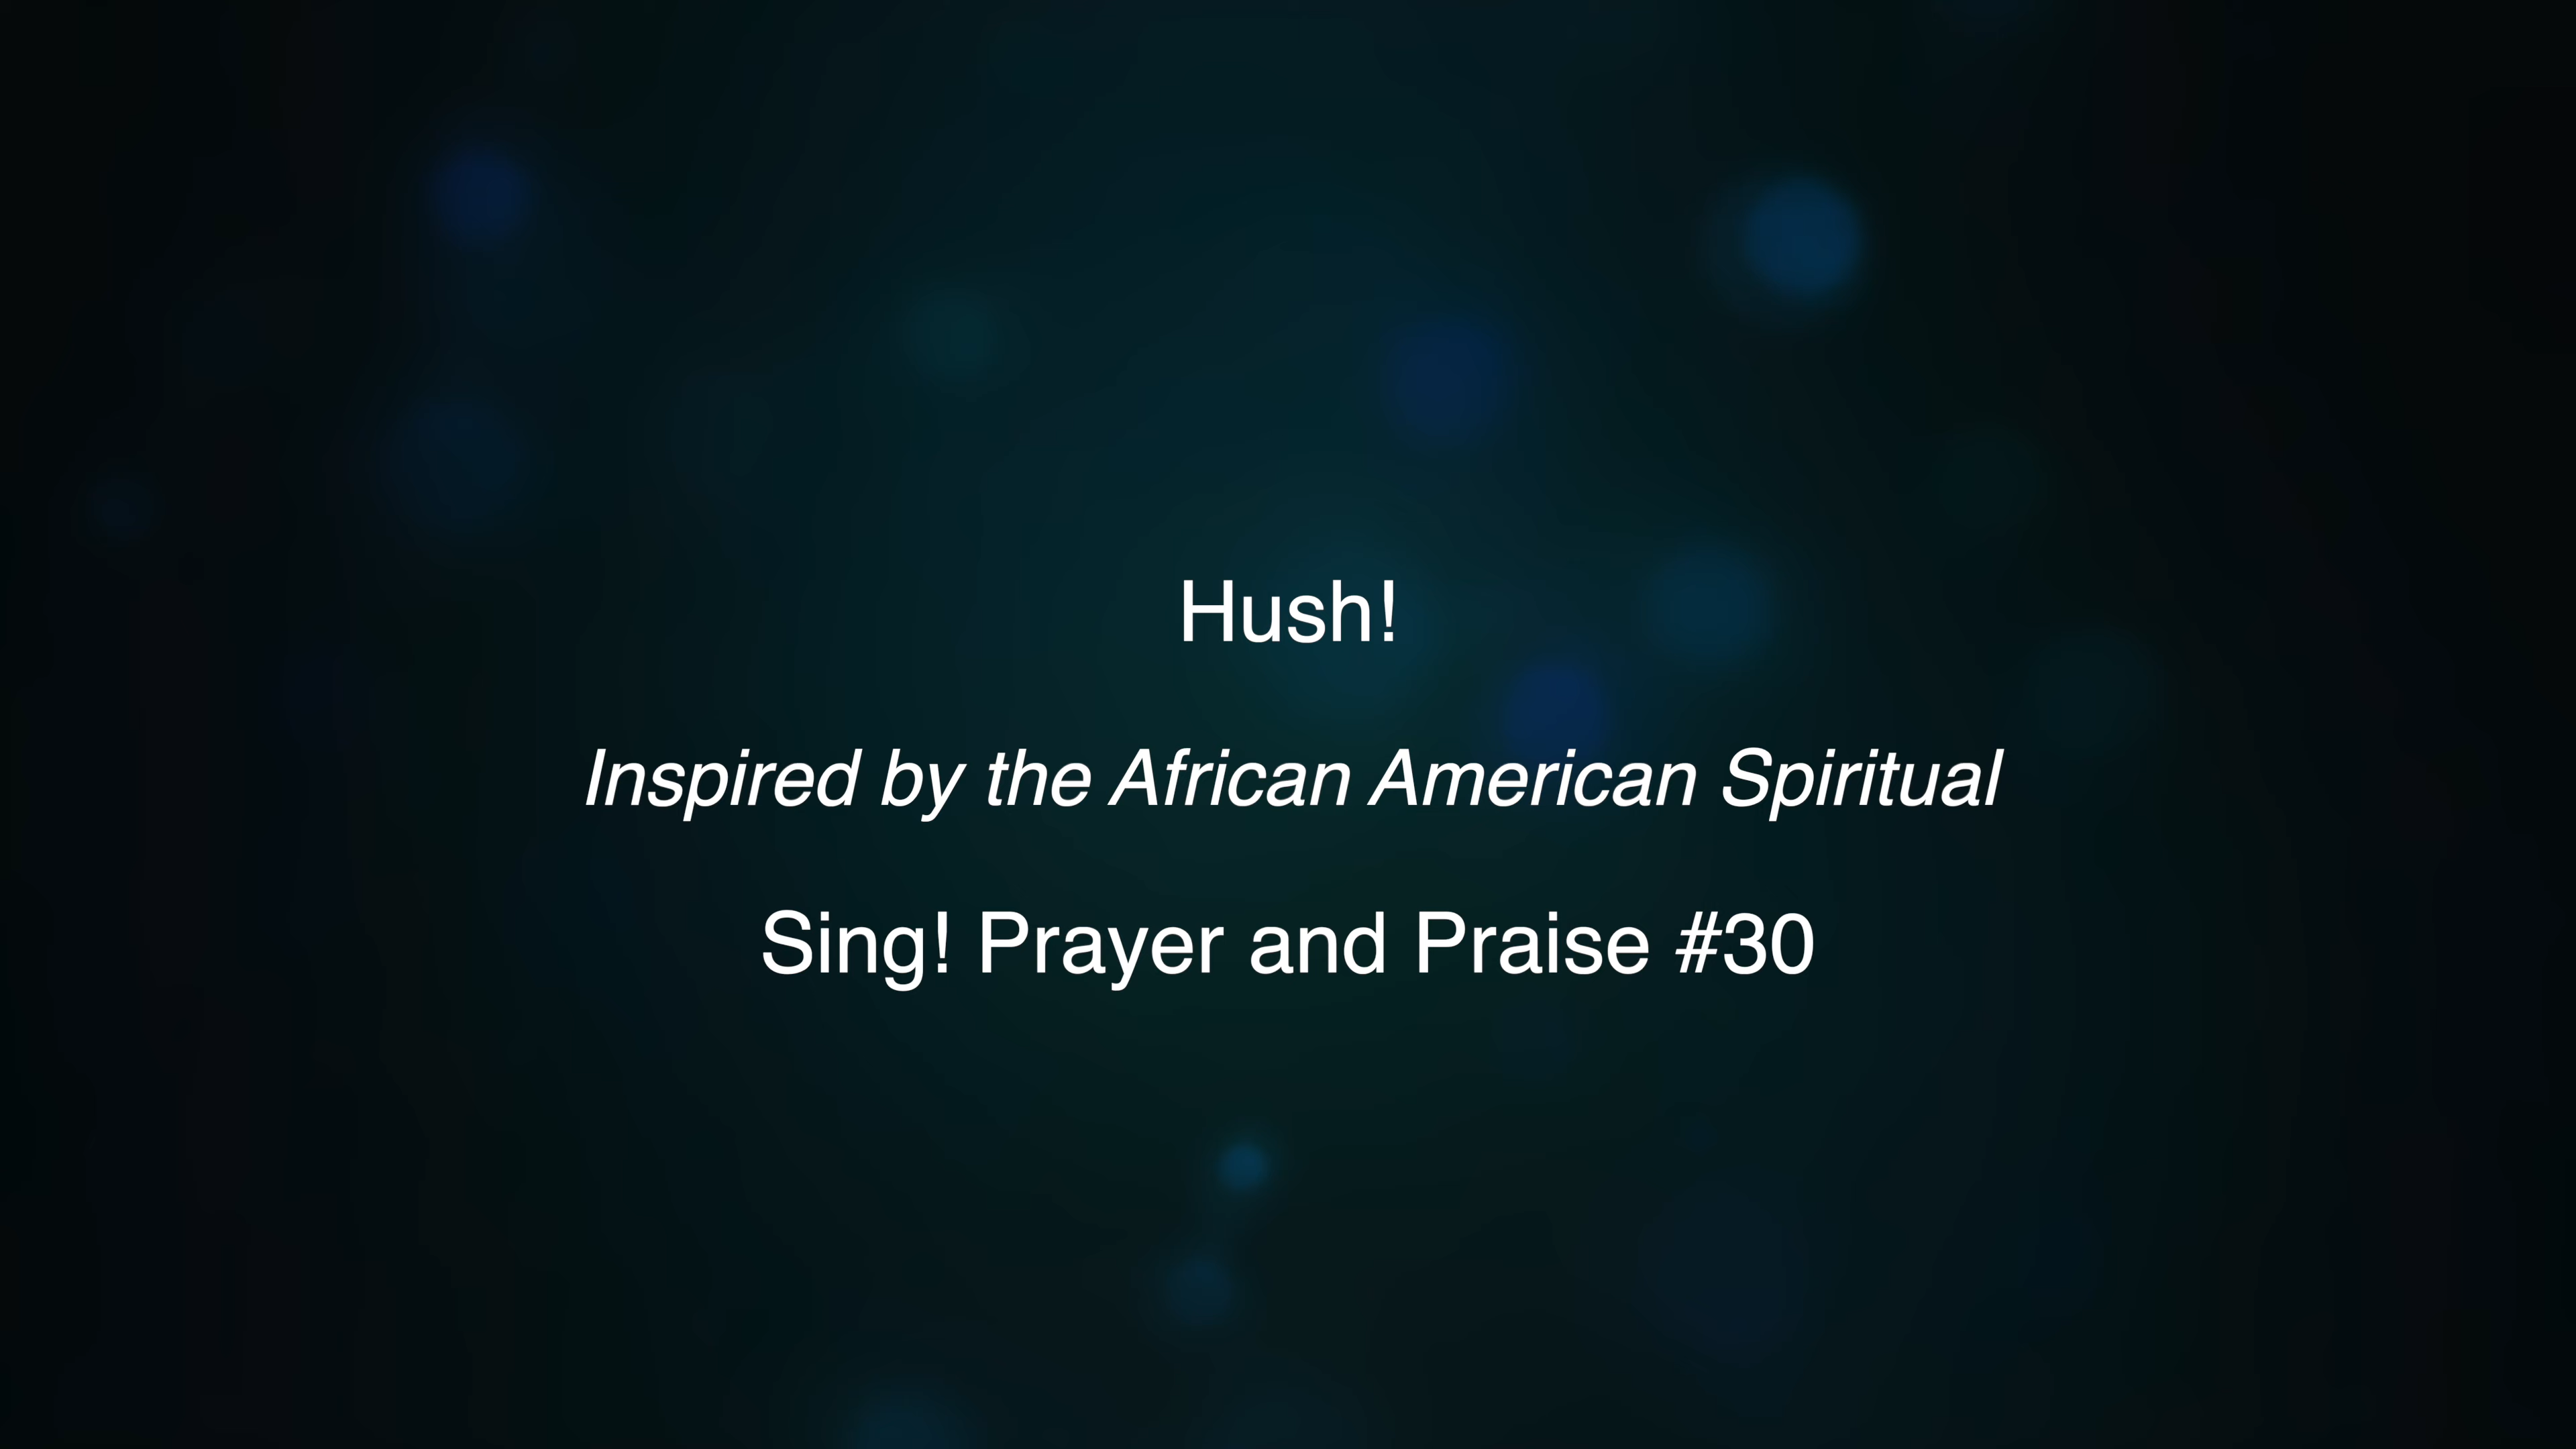 Hush!
Inspired by the African American Spiritual
Sing! Prayer and Praise #30